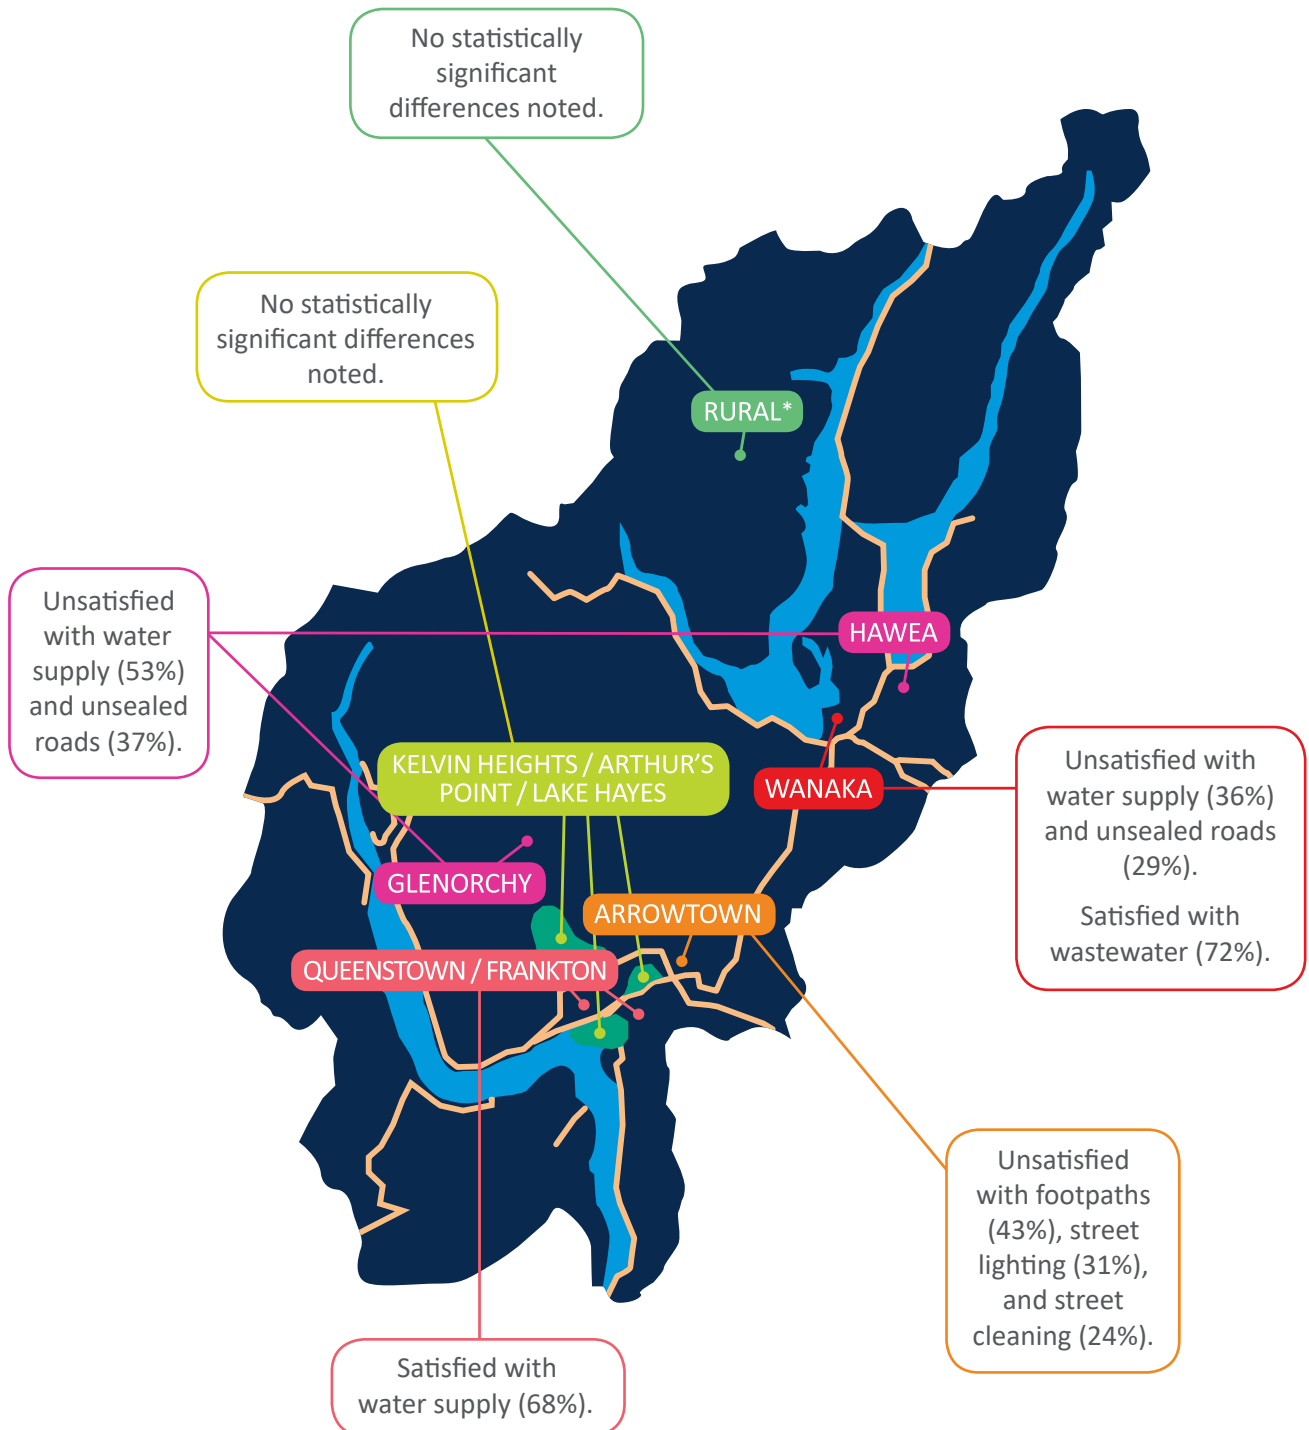 No statistically
significant
differences noted.
No statistically
significant differences
noted.
RURAL*
Unsatisfied
with water
supply (53%)
and unsealed
roads (37%).
HAWEA
KELVIN HEIGHTS / ARTHUR'S
POINT / LAKE HAYES
WANAKA
Unsatisfied with
water supply (36%)
and unsealed roads
(29%).
Satisfied with
wastewater (72%).
GLENORCHY
ARROWTOWN
QUEENSTOWN / FRANKTON
Unsatisfied
with footpaths
(43%), street
lighting (31%),
and street
cleaning (24%).
Satisfied with
water supply (68%).